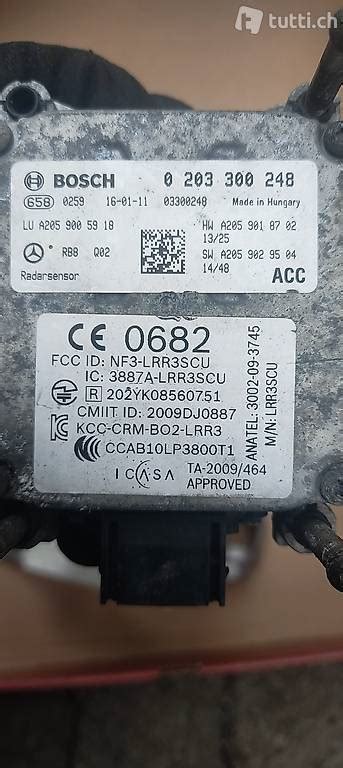 tutti.ch
BOSCH 0 203 300 248
658 0259 16-01-11 03300248 Made in Hungary
LU A205 900 59 18 HW A205 901 87 02
13/25
RBB Q02 SW A205 902 95 04
14/48
Radarsensor ACC
CE 0682
FCC ID: NF3-LRR3SCU
IC: 3887A-LRR3SCU
R 202YK08560751
CMIIT ID: 2009DJ0887
KCC-CRM-BO2-LRR3
CCAB10LP3800T1
ICASA TA-2009/464
APPROVED
ANATEL: 3002-09-3745
M/N: LRR3SCU